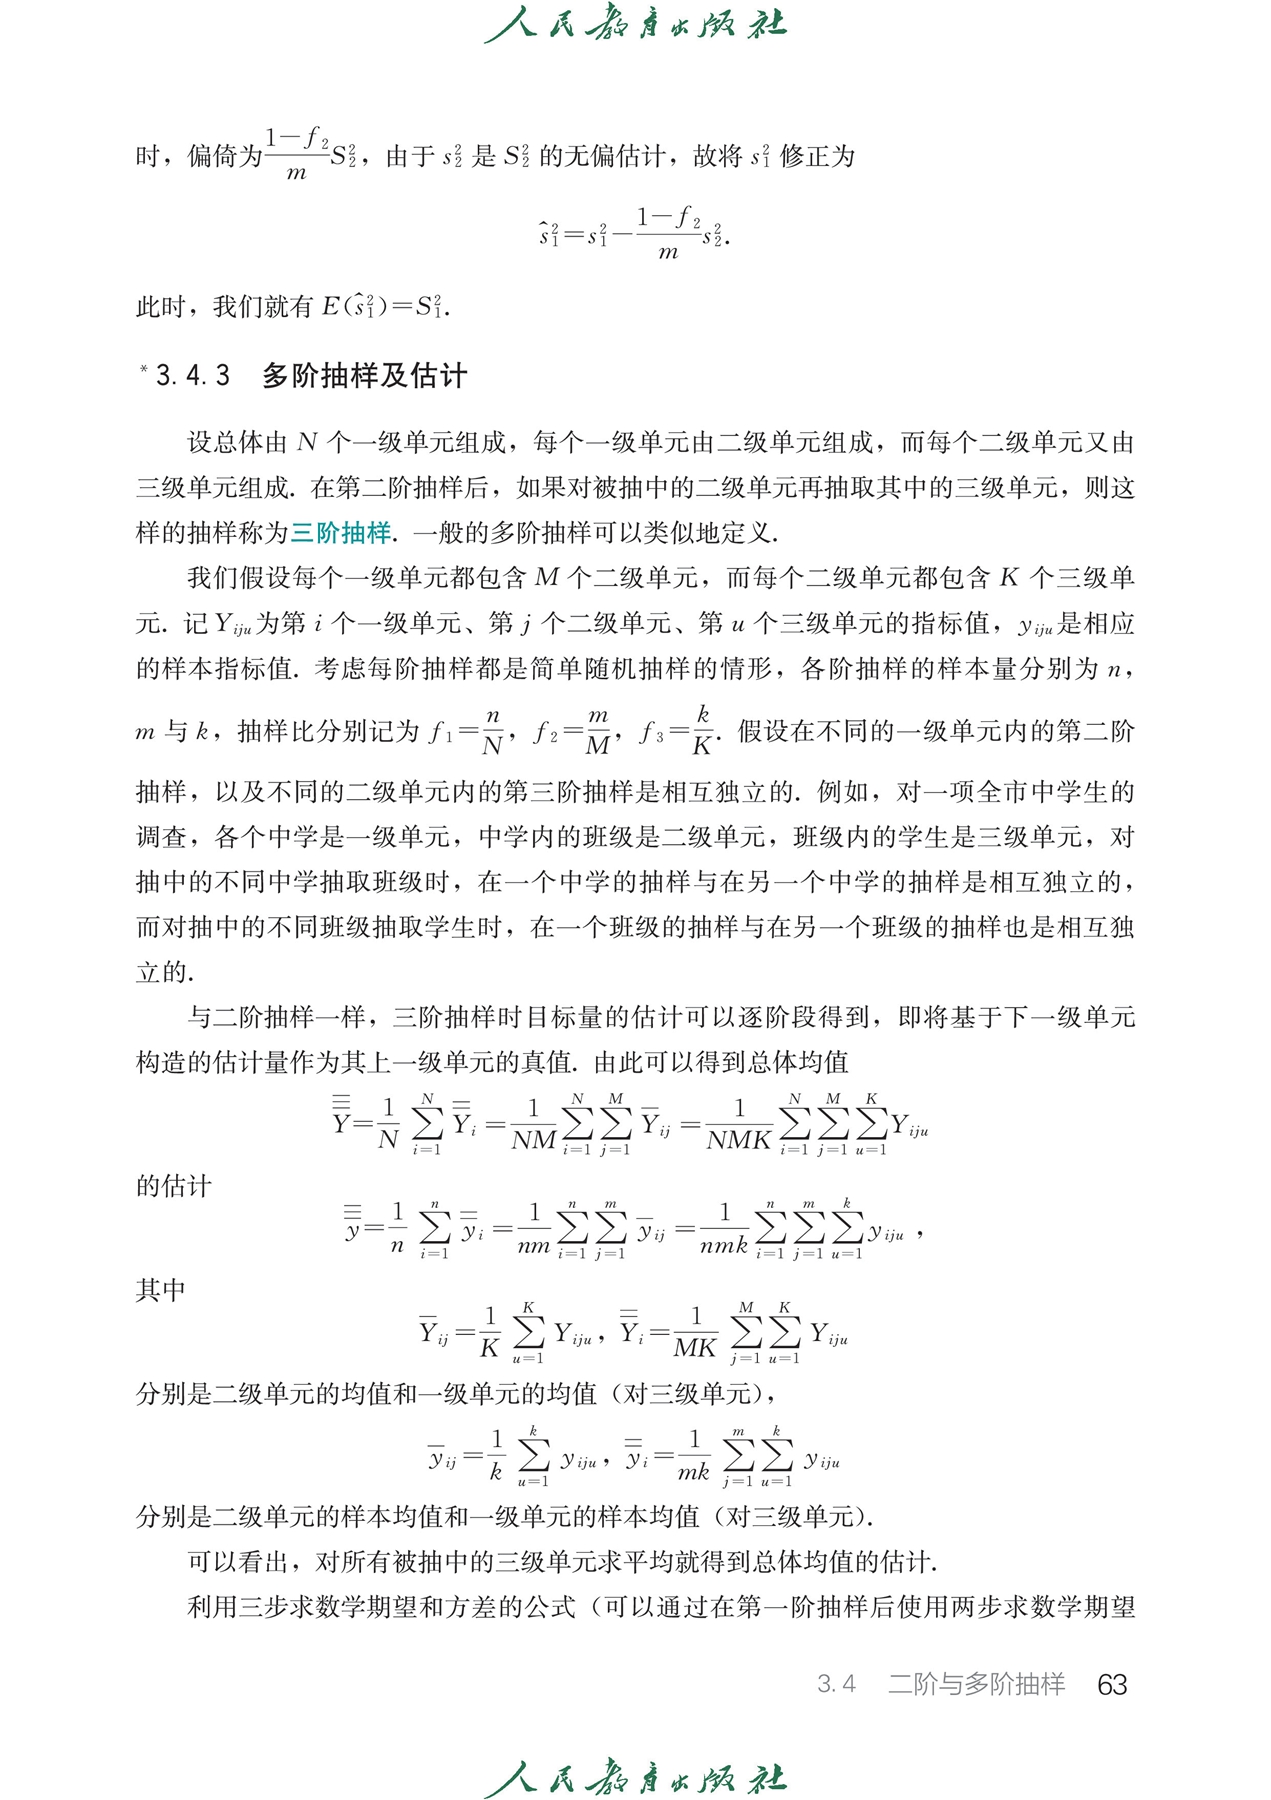 人民教育出版社
时，偏倚为$\frac{1-f_2}{m}S_2^2$，由于 $s_2^2$ 是 $S_2^2$ 的无偏估计，故将 $s_1^2$ 修正为
$\hat{s}_1^2=s_1^2-\frac{1-f_2}{m}s_2^2.$
此时，我们就有 $E(\hat{s}_1^2)=S_1^2$.
*3.4.3 多阶抽样及估计
设总体由 N 个一级单元组成，每个一级单元由二级单元组成，而每个二级单元又由
三级单元组成. 在第二阶抽样后，如果对被抽中的二级单元再抽取其中的三级单元，则这
样的抽样称为三阶抽样. 一般的多阶抽样可以类似地定义.
我们假设每个一级单元都包含 M 个二级单元，而每个二级单元都包含 K 个三级单
元. 记 $Y_{iju}$为第 i 个一级单元、第 j 个二级单元、第 u 个三级单元的指标值，$y_{iju}$是相应
的样本指标值. 考虑每阶抽样都是简单随机抽样的情形，各阶抽样的样本量分别为 n，
m 与 k，抽样比分别记为 $f_1=\frac{n}{N}$，$f_2=\frac{m}{M}$，$f_3=\frac{k}{K}$. 假设在不同的一级单元内的第二阶
抽样，以及不同的二级单元内的第三阶抽样是相互独立的. 例如，对一项全市中学生的
调查，各个中学是一级单元，中学内的班级是二级单元，班级内的学生是三级单元，对
抽中的不同中学抽取班级时，在一个中学的抽样与在另一个中学的抽样是相互独立的，
而对抽中的不同班级抽取学生时，在一个班级的抽样与在另一个班级的抽样也是相互独
立的.
与二阶抽样一样，三阶抽样时目标量的估计可以逐阶段得到，即将基于下一级单元
构造的估计量作为其上一级单元的真值. 由此可以得到总体均值
$\overline{\overline{\overline{Y}}}=\frac{1}{N}\sum_{i=1}^{N}\overline{\overline{Y}}_i=\frac{1}{NM}\sum_{i=1}^{N}\sum_{j=1}^{M}\overline{Y}_{ij}=\frac{1}{NMK}\sum_{i=1}^{N}\sum_{j=1}^{M}\sum_{u=1}^{K}Y_{iju}$
的估计
$\overline{\overline{\overline{y}}}=\frac{1}{n}\sum_{i=1}^{n}\overline{\overline{y}}_i=\frac{1}{nm}\sum_{i=1}^{n}\sum_{j=1}^{m}\overline{y}_{ij}=\frac{1}{nmk}\sum_{i=1}^{n}\sum_{j=1}^{m}\sum_{u=1}^{k}y_{iju}$，
其中
$\overline{Y}_{ij}=\frac{1}{K}\sum_{u=1}^{K}Y_{iju}$，$\overline{\overline{Y}}_i=\frac{1}{MK}\sum_{j=1}^{M}\sum_{u=1}^{K}Y_{iju}$
分别是二级单元的均值和一级单元的均值（对三级单元），
$\overline{y}_{ij}=\frac{1}{k}\sum_{u=1}^{k}y_{iju}$，$\overline{\overline{y}}_i=\frac{1}{mk}\sum_{j=1}^{m}\sum_{u=1}^{k}y_{iju}$
分别是二级单元的样本均值和一级单元的样本均值（对三级单元）.
可以看出，对所有被抽中的三级单元求平均就得到总体均值的估计.
利用三步求数学期望和方差的公式（可以通过在第一阶抽样后使用两步求数学期望
3.4 二阶与多阶抽样 63
人民教育出版社